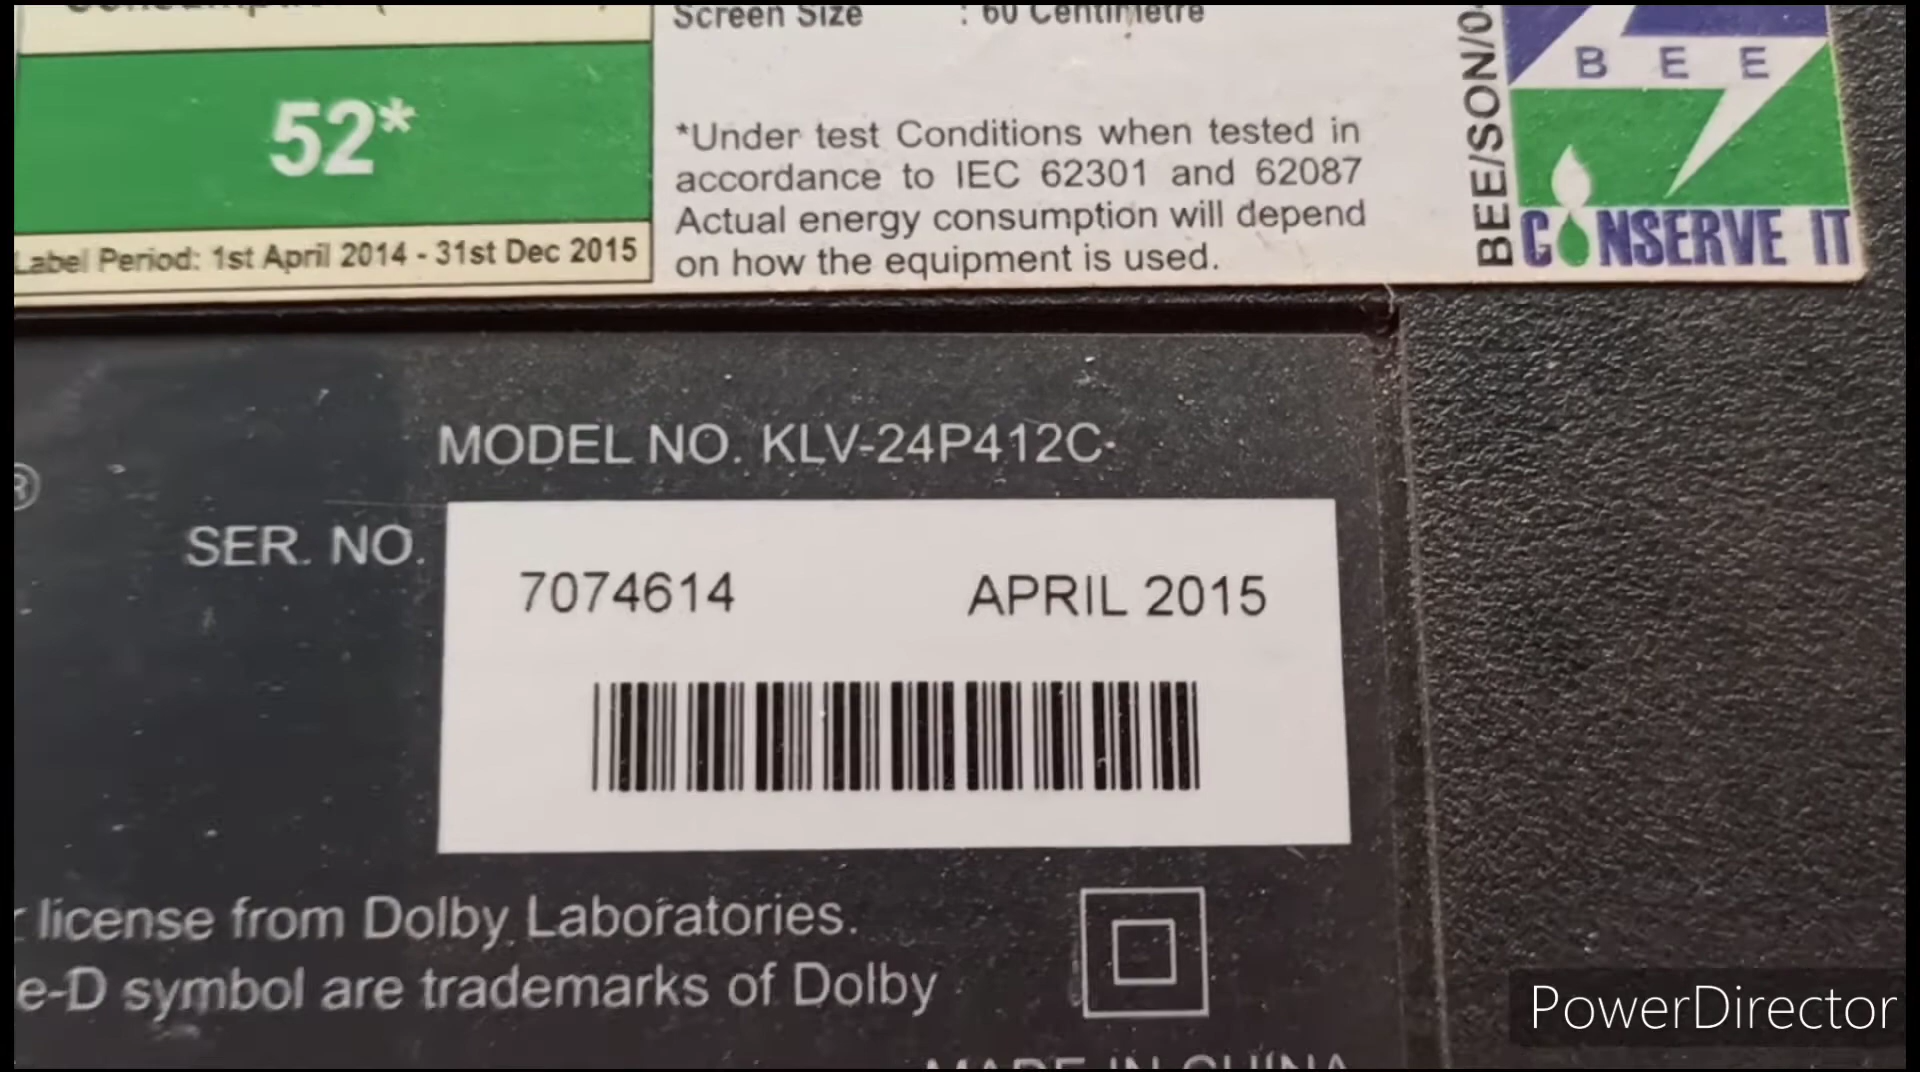 Screen Size : 60 Centimetre
52*
Label Period: 1st April 2014 - 31st Dec 2015
*Under test Conditions when tested in
accordance to IEC 62301 and 62087
Actual energy consumption will depend
on how the equipment is used.
BEE/SON/0
B E E
CONSERVE IT
MODEL NO. KLV-24P412C
®
SER. NO.
7074614 APRIL 2015
license from Dolby Laboratories.
e-D symbol are trademarks of Dolby
MADE IN CHINA
PowerDirector